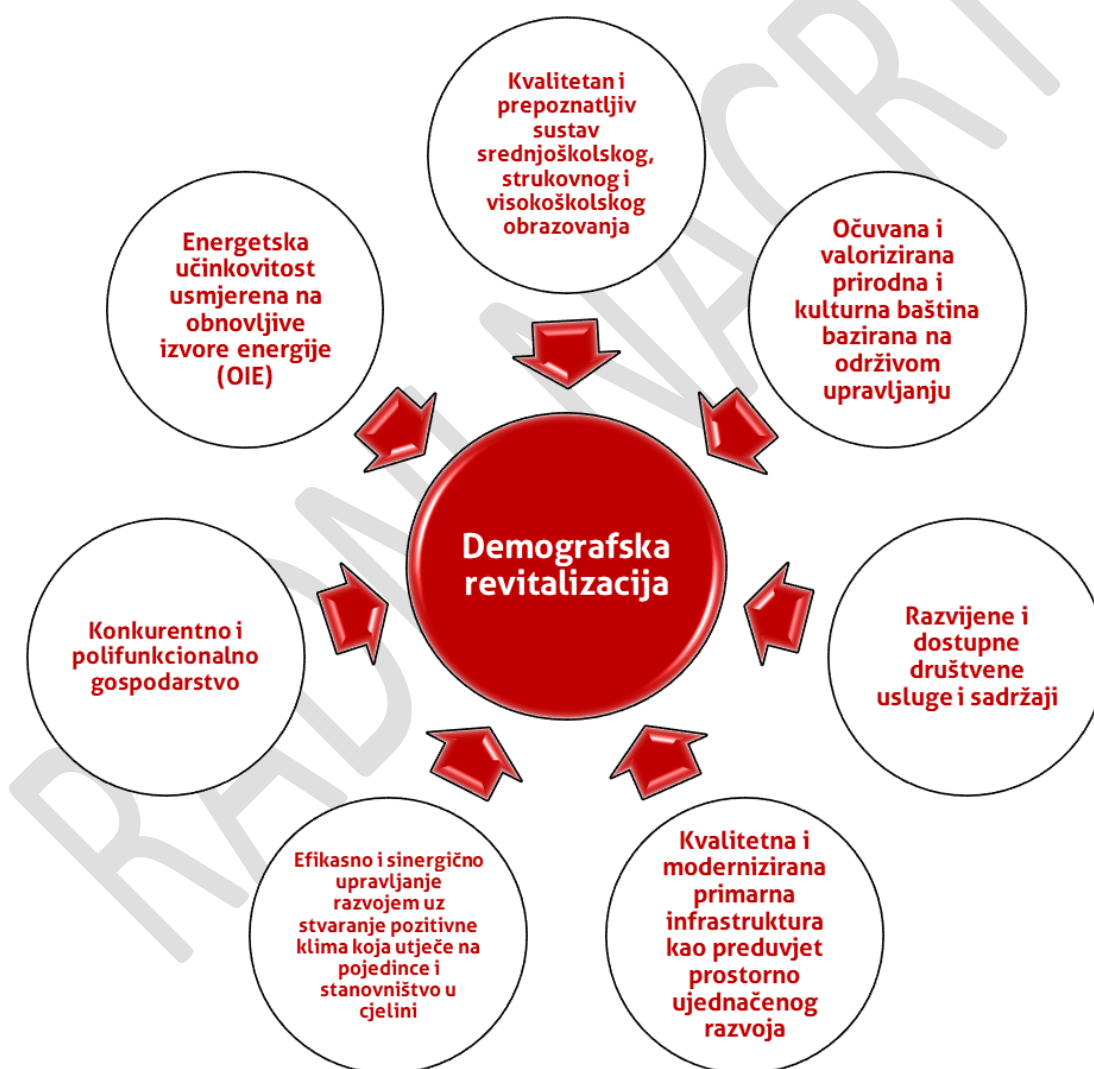 Kvalitetan i
prepoznatljiv
sustav
srednjoškolskog,
strukovnog i
visokoškolskog
obrazovanja
Očuvana i
valorizirana
prirodna i
kulturna baština
bazirana na
održivom
upravljanju
Razvijene i
dostupne
društvene
usluge i sadržaji
Kvalitetna i
modernizirana
primarna
infrastruktura
kao preduvjet
prostorno
ujednačenog
razvoja
Efikasno i sinergično
upravljanje
razvojem uz
stvaranje pozitivne
klima koja utječe na
pojedince i
stanovništvo u
cjelini
Konkurentno i
polifunkcionalno
gospodarstvo
Energetska
učinkovitost
usmjerena na
obnovljive
izvore energije
(OIE)
Demografska
revitalizacija
RADNI NACRT